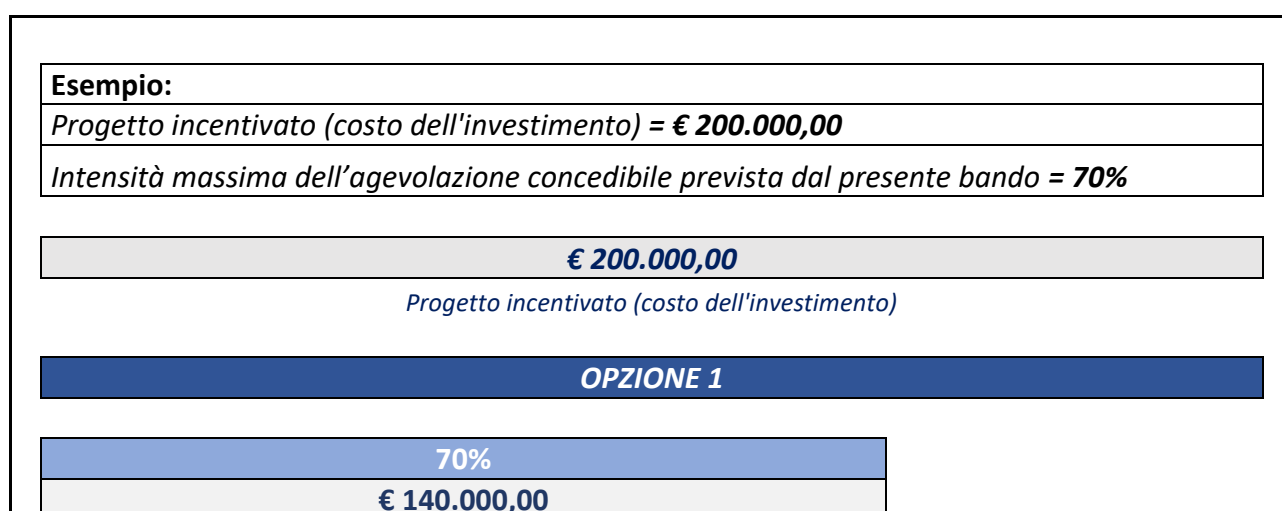 Esempio:
Progetto incentivato (costo dell'investimento) = € 200.000,00
Intensità massima dell’agevolazione concedibile prevista dal presente bando = 70%
€ 200.000,00
Progetto incentivato (costo dell'investimento)
OPZIONE 1
70%
€ 140.000,00